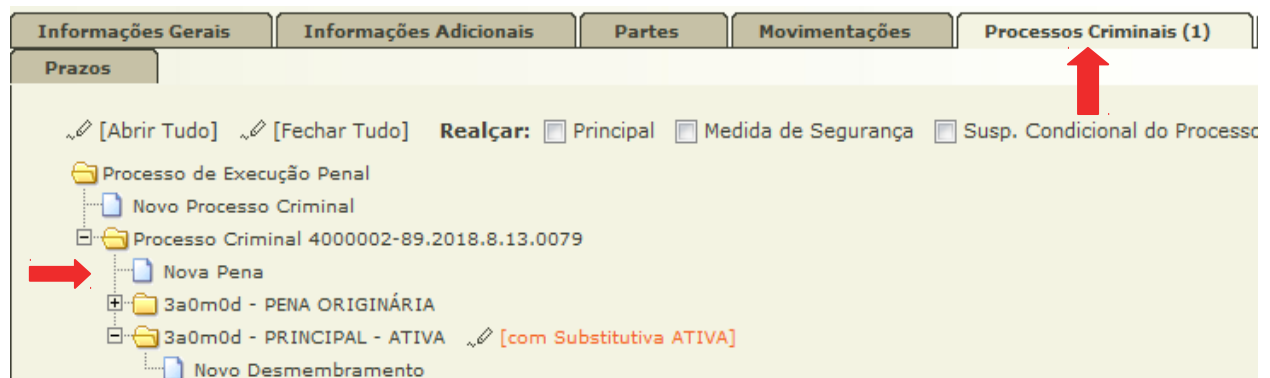 Informações Gerais Informações Adicionais Partes Movimentações Processos Criminais (1)
Prazos
[Abrir Tudo] [Fechar Tudo] Realçar: Principal Medida de Segurança Susp. Condicional do Processo
Processo de Execução Penal
Novo Processo Criminal
Processo Criminal 4000002-89.2018.8.13.0079
Nova Pena
3a0m0d - PENA ORIGINÁRIA
3a0m0d - PRINCIPAL - ATIVA [com Substitutiva ATIVA]
Novo Desmembramento